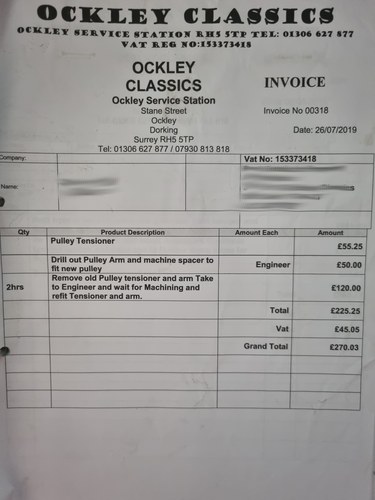 OCKLEY CLASSICS
OCKLEY SERVICE STATION RH5 5TP TEL: 01306 627 877
VAT REG NO:153373418
OCKLEY
CLASSICS
INVOICE
Ockley Service Station
Stane Street
Invoice No 00318
Ockley
Dorking
Date: 26/07/2019
Surrey RH5 5TP
Tel: 01306 627 877 / 07930 813 818
Company:
Vat No: 153373418
Name:
Qty Product Description Amount Each Amount
Pulley Tensioner £55.25
Drill out Pulley Arm and machine spacer to
fit new pulley Engineer £50.00
Remove old Pulley tensioner and arm Take
2hrs to Engineer and wait for Machining and £120.00
refit Tensioner and arm.
Total £225.25
Vat £45.05
Grand Total £270.03